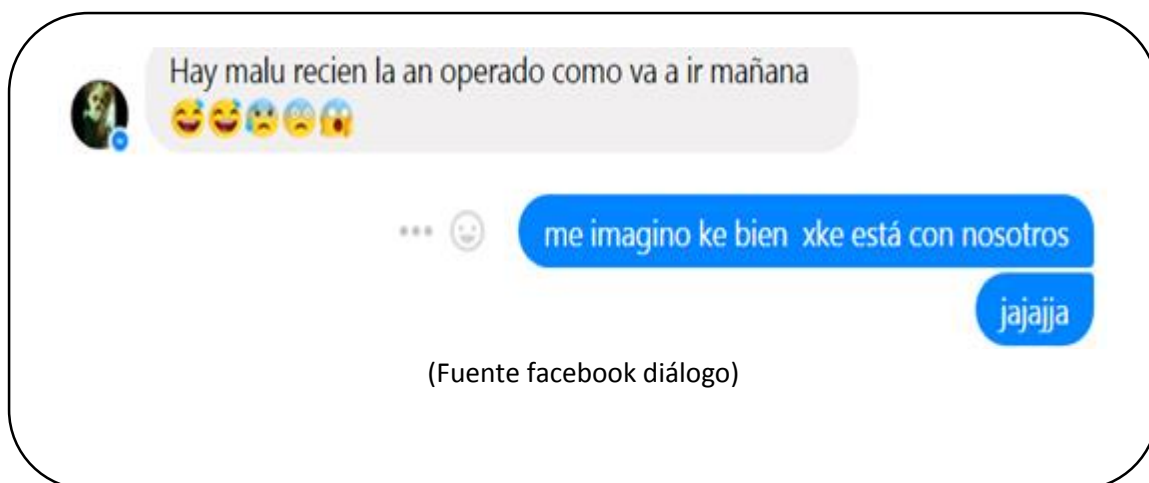 Hay malu recien la an operado como va a ir mañana
😅😅😰😨😱
me imagino ke bien xke está con nosotros
jajajja
(Fuente facebook diálogo)